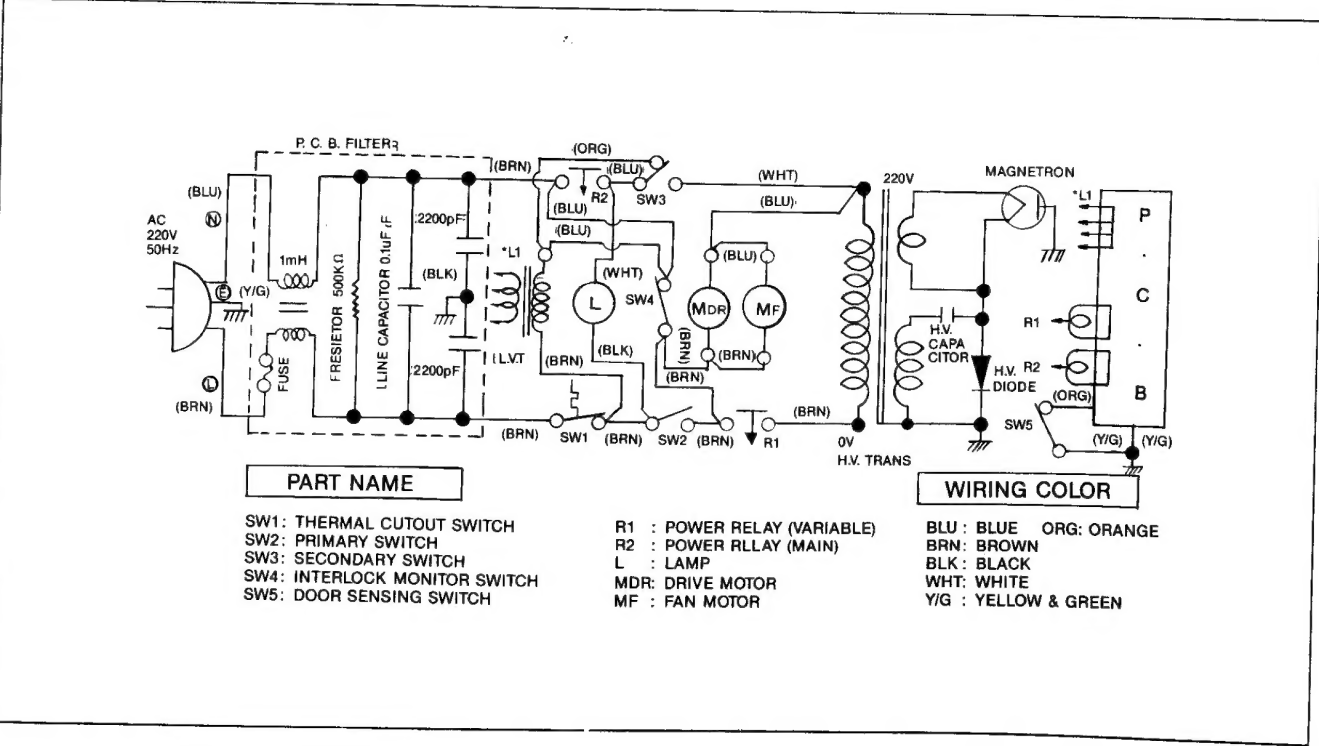 P. C. B. FILTER
(BRN)
(ORG)
(BLU)
R2
SW3
(WHT)
220V
MAGNETRON
*L1
P.
C.
B
(BLU)
N
AC
220V
50Hz
1mH
E
(Y/G)
FRESIETOR 500KΩ
LLINE CAPACITOR 0.1uF
2200pF
(BLK)
2200pF
*L1
L.V.T
(BLU)
(BLU)
(WHT)
L
SW4
(BLK)
(BLU)
(BLU)
MDR
MF
(BRN)
(BRN)
(BRN)
(BRN)
H.V.
CAPA
CITOR
H.V.
DIODE
R1
R2
(ORG)
SW5
(Y/G)
(Y/G)
FUSE
L
(BRN)
(BRN)
SW1
(BRN)
SW2
(BRN)
R1
(BRN)
0V
H.V. TRANS
PART NAME
SW1: THERMAL CUTOUT SWITCH
SW2: PRIMARY SWITCH
SW3: SECONDARY SWITCH
SW4: INTERLOCK MONITOR SWITCH
SW5: DOOR SENSING SWITCH
R1 : POWER RELAY (VARIABLE)
R2 : POWER RLLAY (MAIN)
L : LAMP
MDR: DRIVE MOTOR
MF : FAN MOTOR
WIRING COLOR
BLU : BLUE ORG: ORANGE
BRN: BROWN
BLK : BLACK
WHT: WHITE
Y/G : YELLOW & GREEN